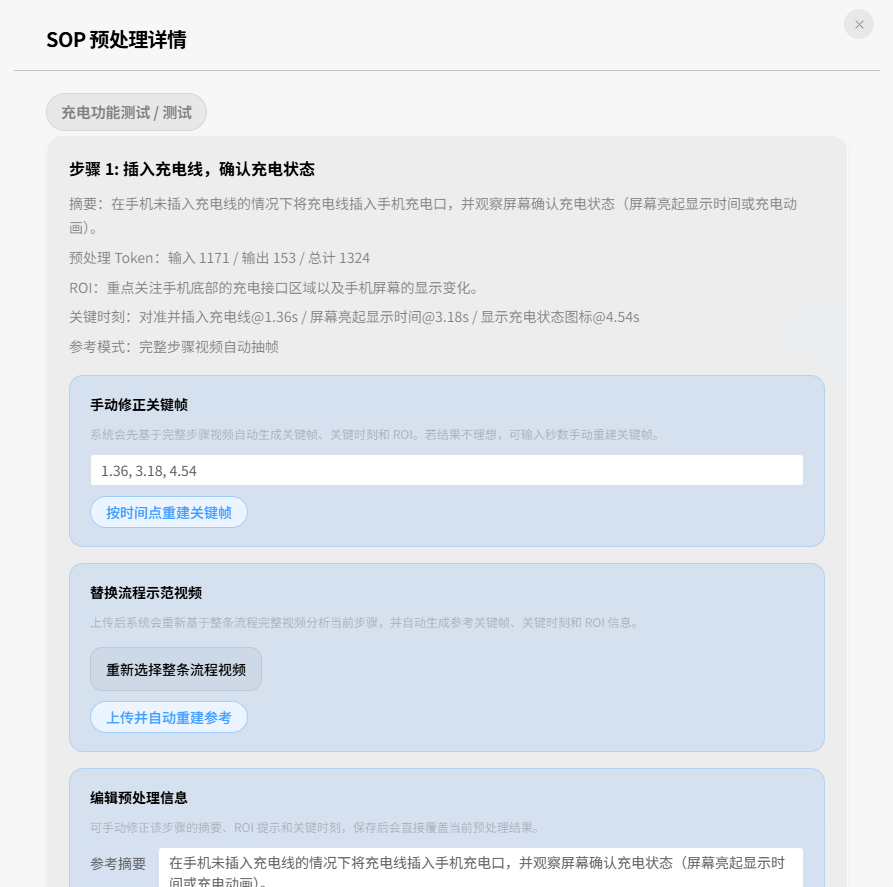 SOP 预处理详情
充电功能测试 / 测试
步骤 1: 插入充电线，确认充电状态
摘要：在手机未插入充电线的情况下将充电线插入手机充电口，并观察屏幕确认充电状态（屏幕亮起显示时间或充电动
画）。
预处理 Token：输入 1171 / 输出 153 / 总计 1324
ROI：重点关注手机底部的充电接口区域以及手机屏幕的显示变化。
关键时刻：对准并插入充电线@1.36s / 屏幕亮起显示时间@3.18s / 显示充电状态图标@4.54s
参考模式：完整步骤视频自动抽帧
手动修正关键帧
系统会先基于完整步骤视频自动生成关键帧、关键时刻和 ROI。若结果不理想，可输入秒数手动重建关键帧。
1.36, 3.18, 4.54
按时间点重建关键帧
替换流程示范视频
上传后系统会重新基于整条流程完整视频分析当前步骤，并自动生成参考关键帧、关键时刻和 ROI 信息。
重新选择整条流程视频
上传并自动重建参考
编辑预处理信息
可手动修正该步骤的摘要、ROI 提示和关键时刻，保存后会直接覆盖当前预处理结果。
参考摘要
在手机未插入充电线的情况下将充电线插入手机充电口，并观察屏幕确认充电状态（屏幕亮起显示时
间或充电动画）。